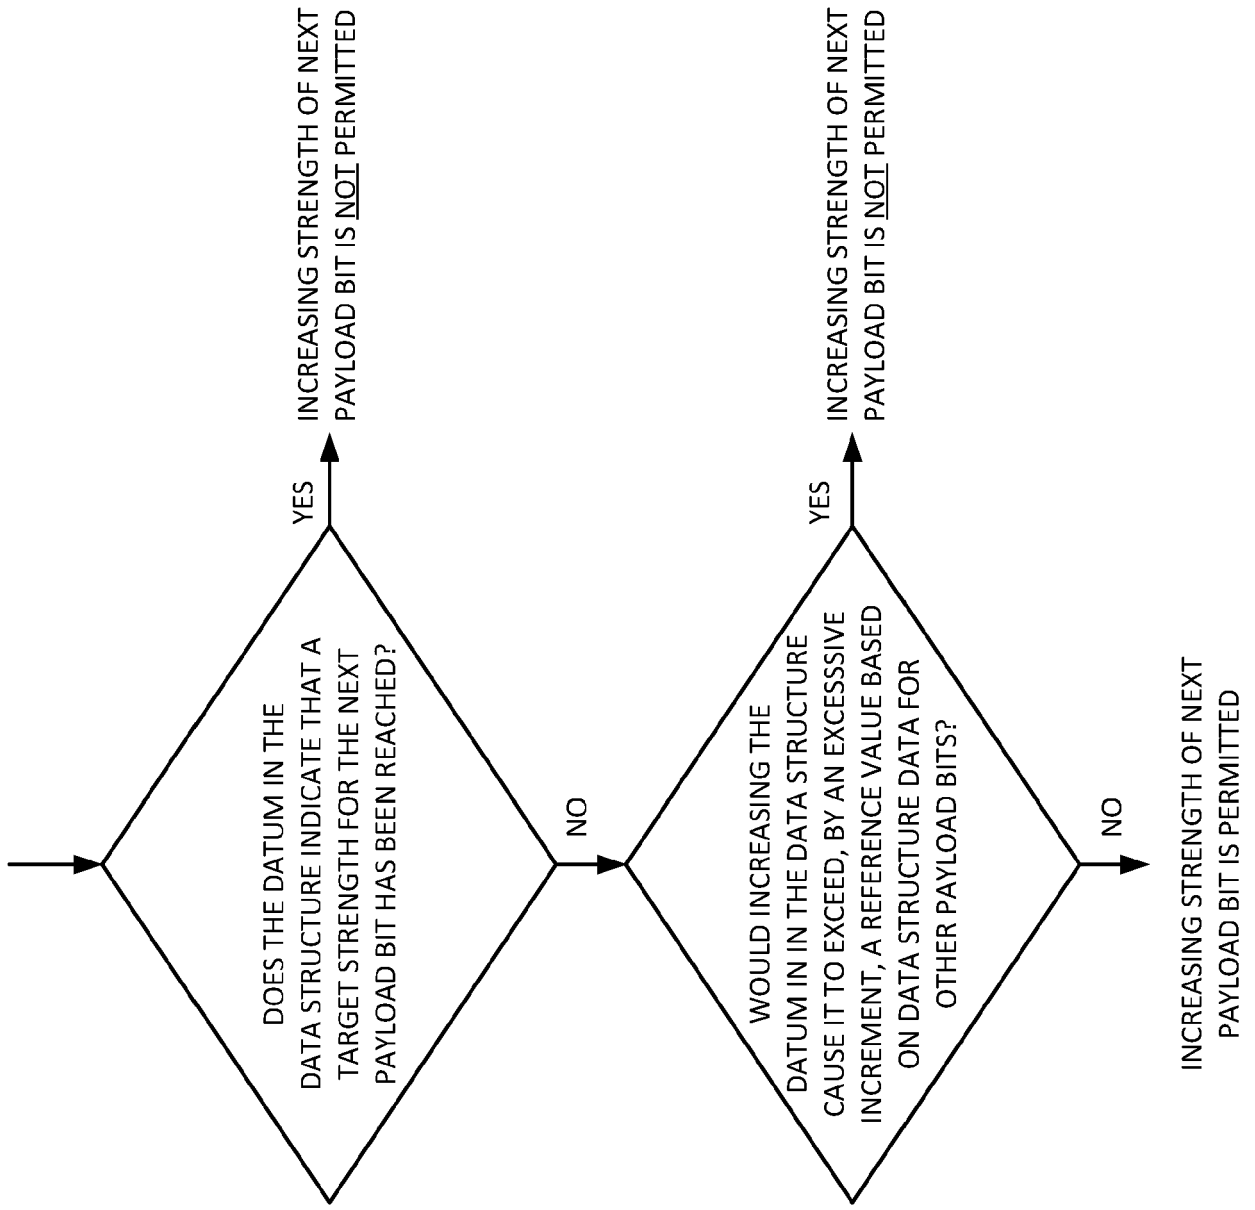 DOES THE DATUM IN THE
DATA STRUCTURE INDICATE THAT A
TARGET STRENGTH FOR THE NEXT
PAYLOAD BIT HAS BEEN REACHED?
YES
INCREASING STRENGTH OF NEXT
PAYLOAD BIT IS NOT PERMITTED
NO
WOULD INCREASING THE
DATUM IN IN THE DATA STRUCTURE
CAUSE IT TO EXCEED, BY AN EXCESSSIVE
INCREMENT, A REFERENCE VALUE BASED
ON DATA STRUCTURE DATA FOR
OTHER PAYLOAD BITS?
YES
INCREASING STRENGTH OF NEXT
PAYLOAD BIT IS NOT PERMITTED
NO
INCREASING STRENGTH OF NEXT
PAYLOAD BIT IS PERMITTED